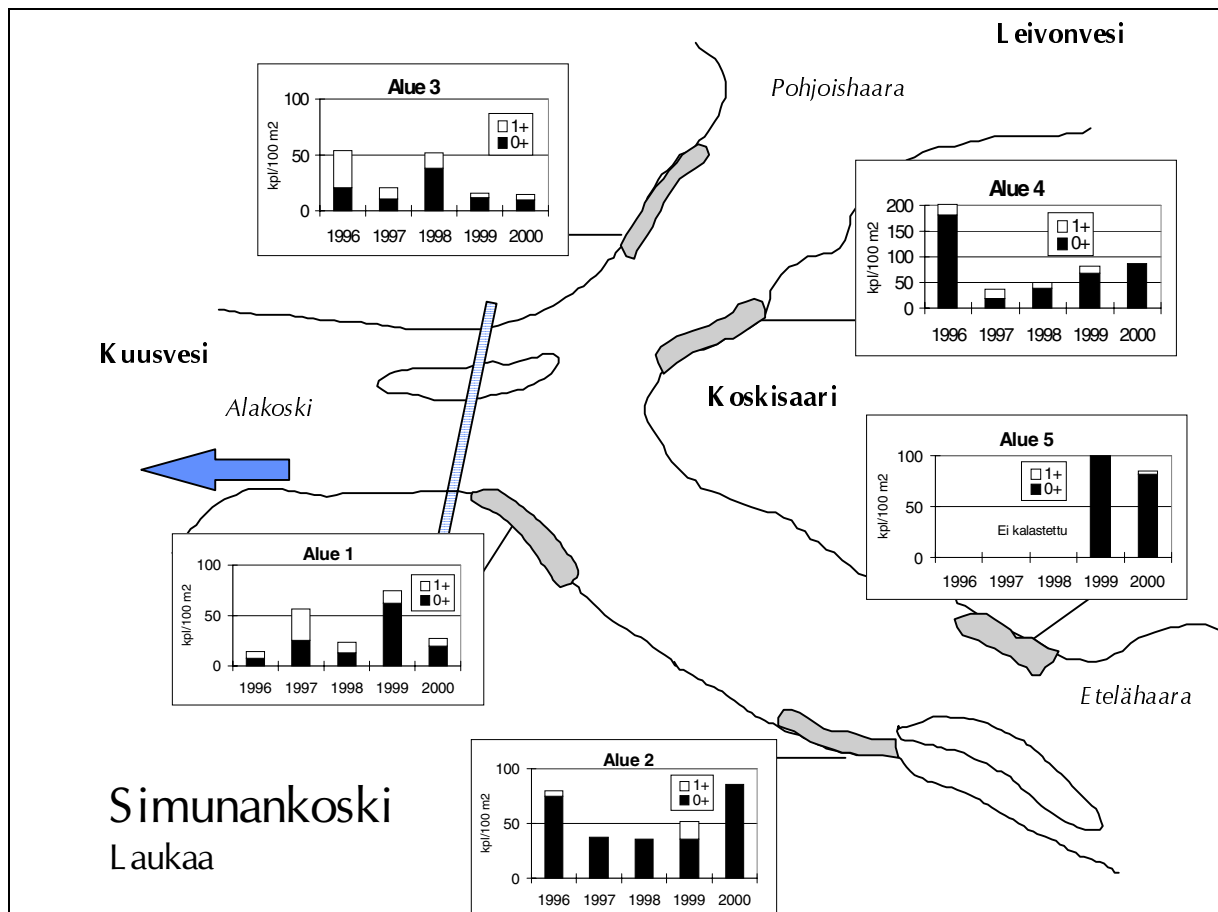 Leivonvesi
Pohjoishaara
Alue 3
100
50
0
kpl/100 m2
1+
0+
1996 1997 1998 1999 2000
Alue 4
200
150
100
50
0
kpl/100 m2
1+
0+
1996 1997 1998 1999 2000
Kuusvesi
Alakoski
Koskisaari
Alue 5
100
50
0
kpl/100 m2
1+
0+
Ei kalastettu
1996 1997 1998 1999 2000
Alue 1
100
50
0
kpl/100 m2
1+
0+
1996 1997 1998 1999 2000
Etelähaara
Alue 2
100
50
0
kpl/100 m2
1+
0+
1996 1997 1998 1999 2000
Simunankoski
Laukaa